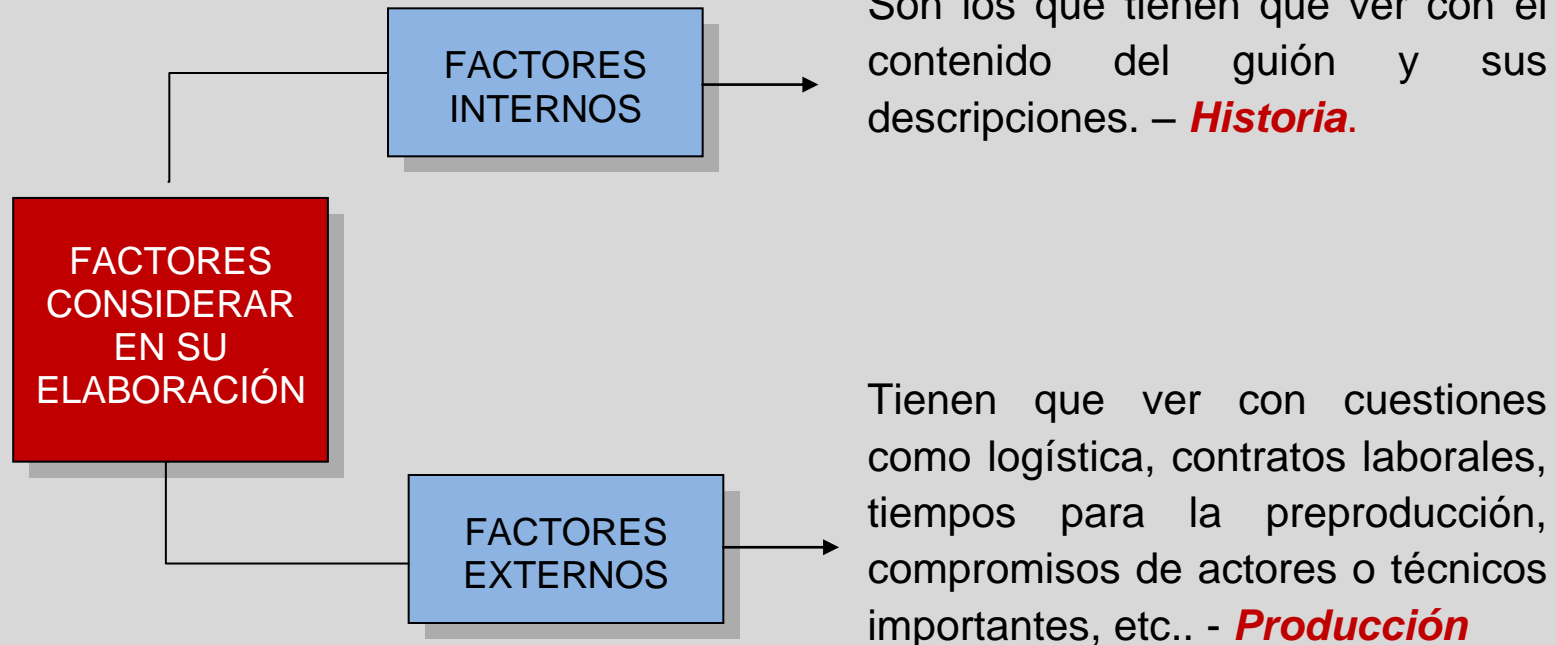 FACTORES
INTERNOS
Son los que tienen que ver con el
contenido del guión y sus
descripciones. – Historia.
FACTORES
CONSIDERAR
EN SU
ELABORACIÓN
FACTORES
EXTERNOS
Tienen que ver con cuestiones
como logística, contratos laborales,
tiempos para la preproducción,
compromisos de actores o técnicos
importantes, etc.. - Producción